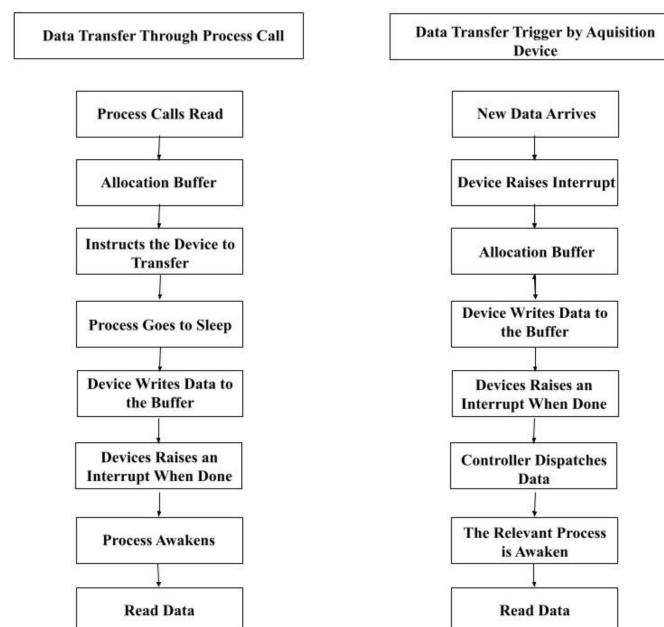 Data Transfer Through Process Call
Process Calls Read
Allocation Buffer
Instructs the Device to
Transfer
Process Goes to Sleep
Device Writes Data to
the Buffer
Devices Raises an
Interrupt When Done
Process Awakens
Read Data
Data Transfer Trigger by Aquisition
Device
New Data Arrives
Device Raises Interrupt
Allocation Buffer
Device Writes Data to
the Buffer
Devices Raises an
Interrupt When Done
Controller Dispatches
Data
The Relevant Process
is Awaken
Read Data